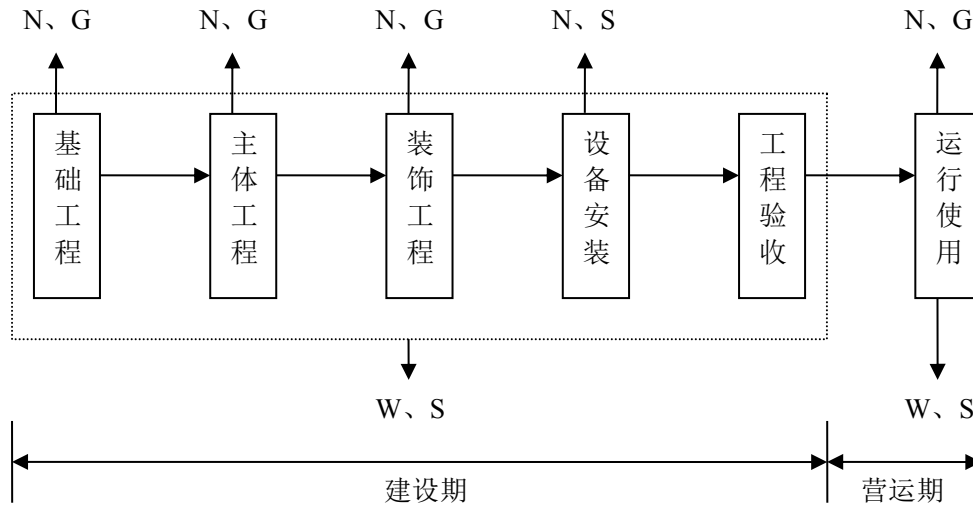 N、G N、G N、G N、S N、G
基础工程
主体工程
装饰工程
设备安装
工程验收
运行使用
W、S W、S
建设期 营运期